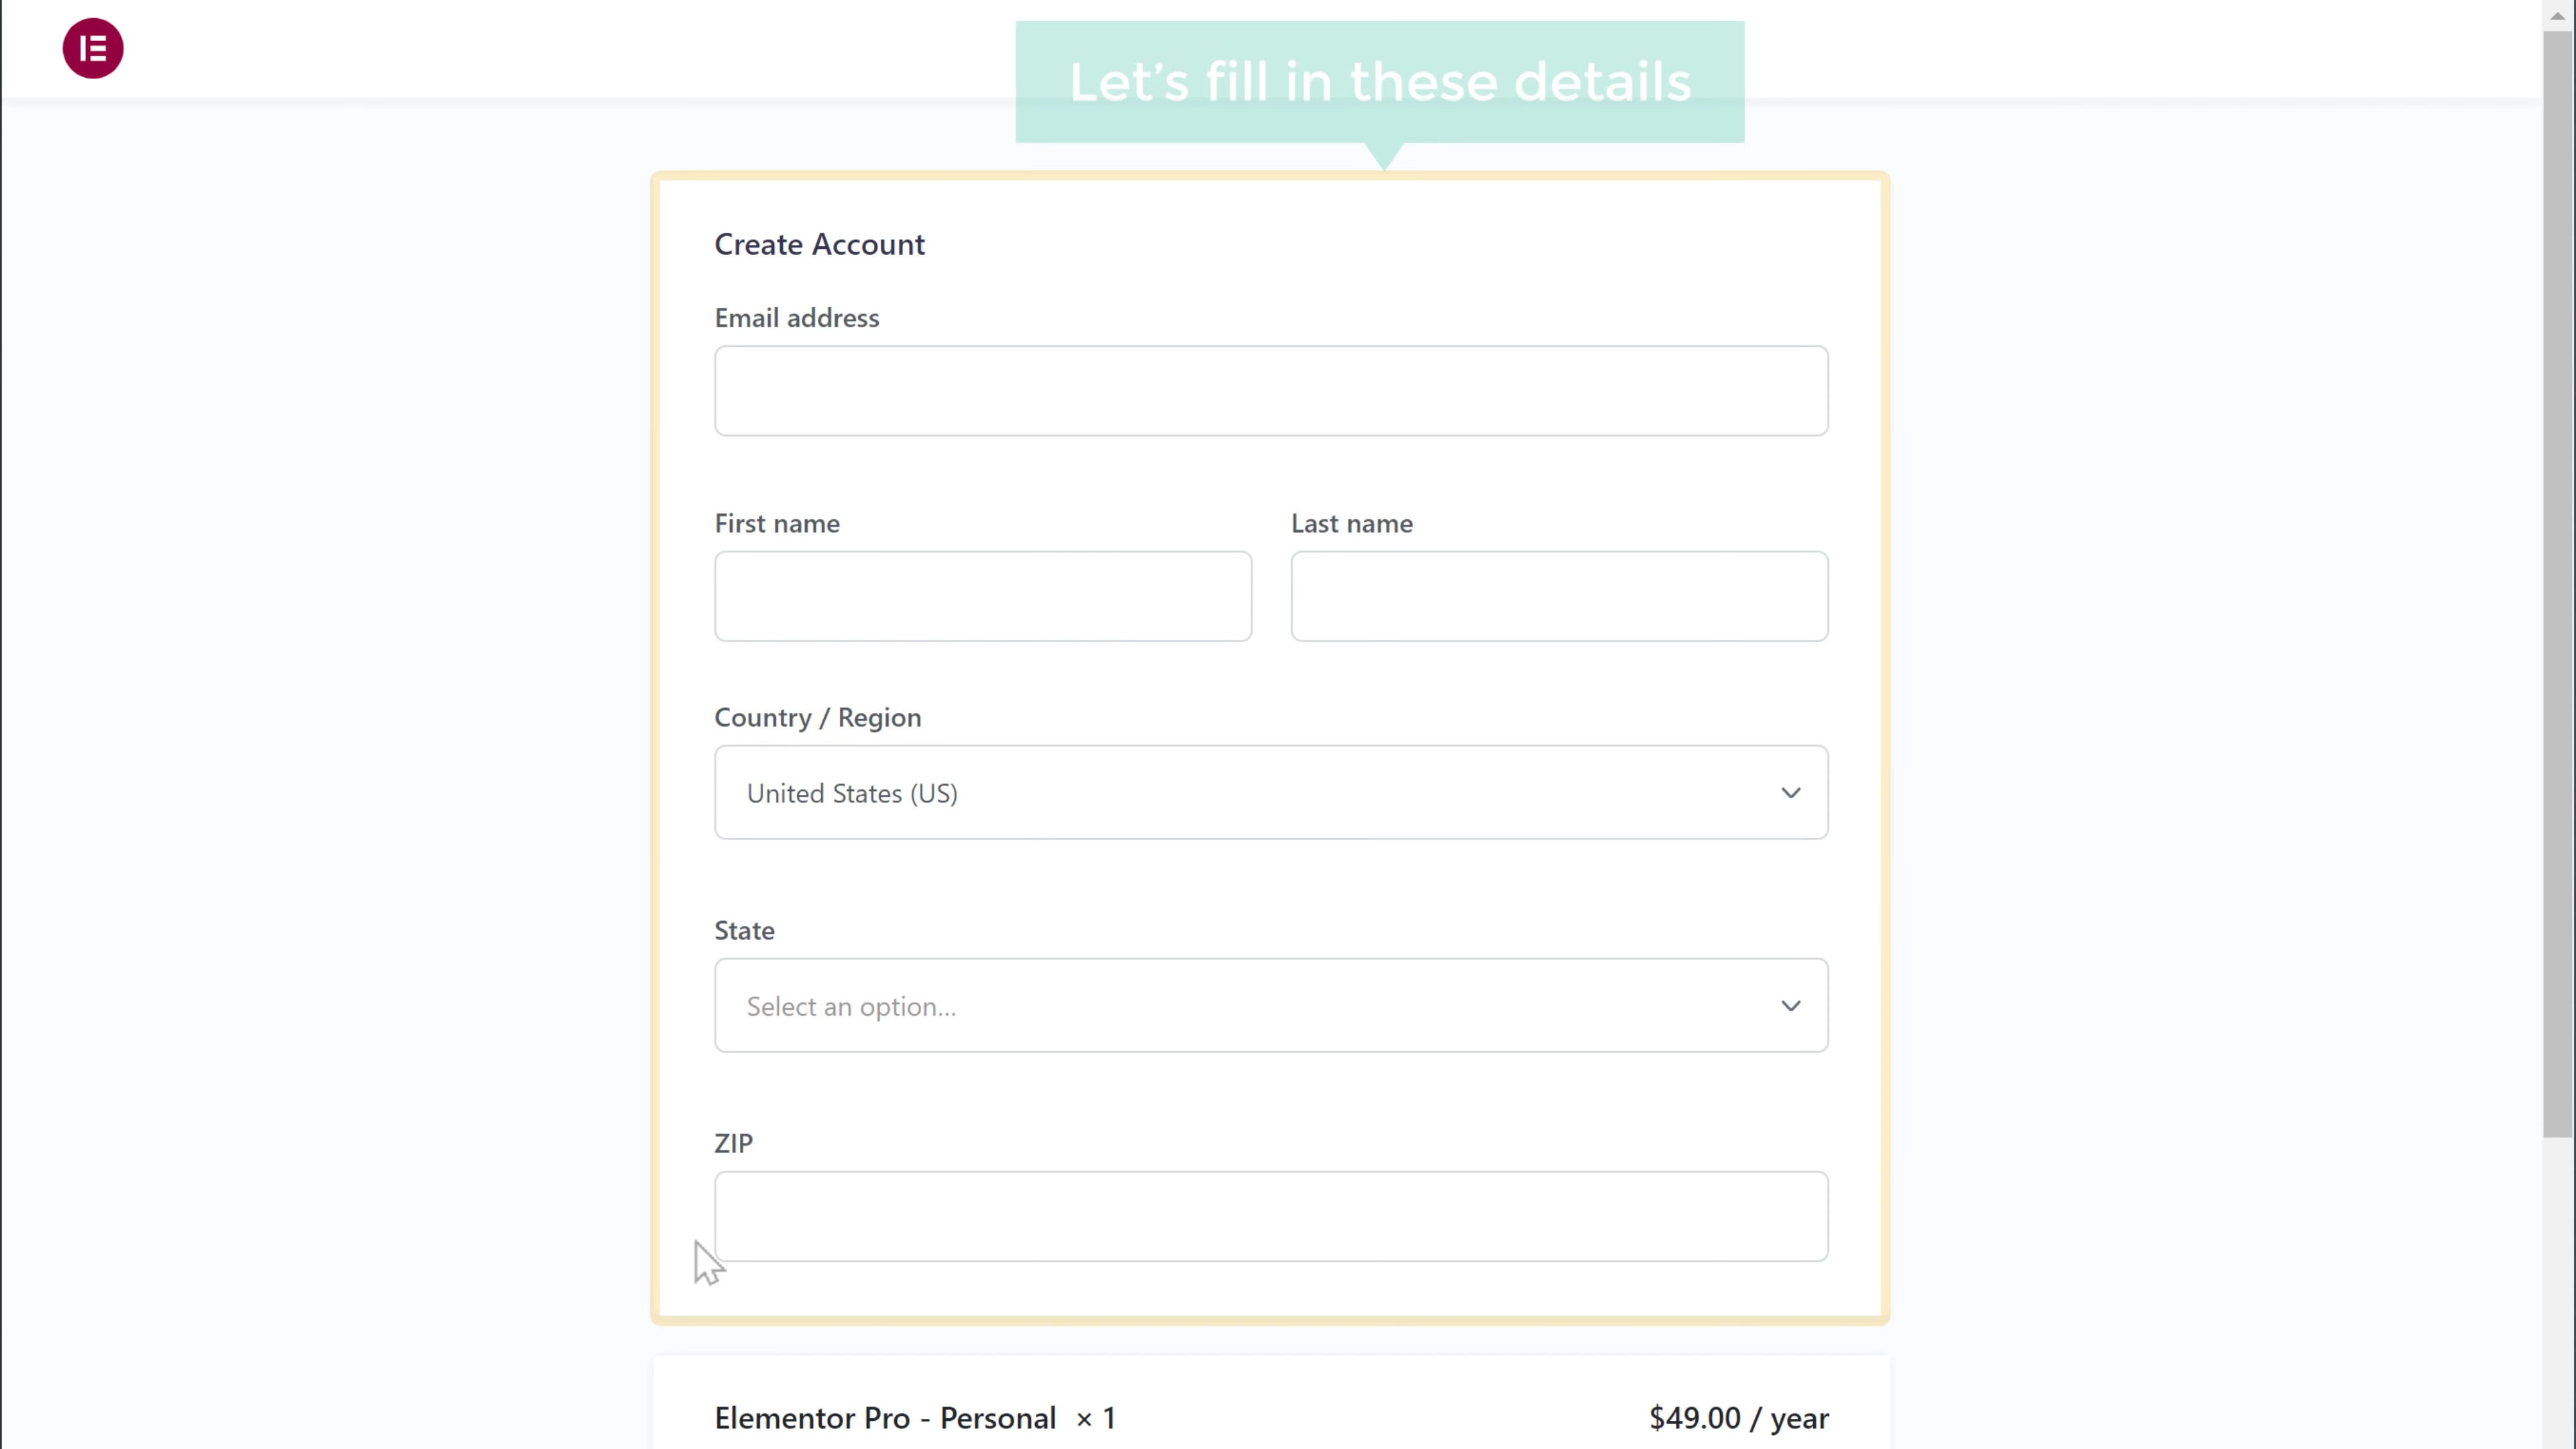 Let's fill in these details
Create Account
Email address
First name
Last name
Country / Region
United States (US)
State
Select an option...
ZIP
Elementor Pro - Personal × 1
$49.00 / year